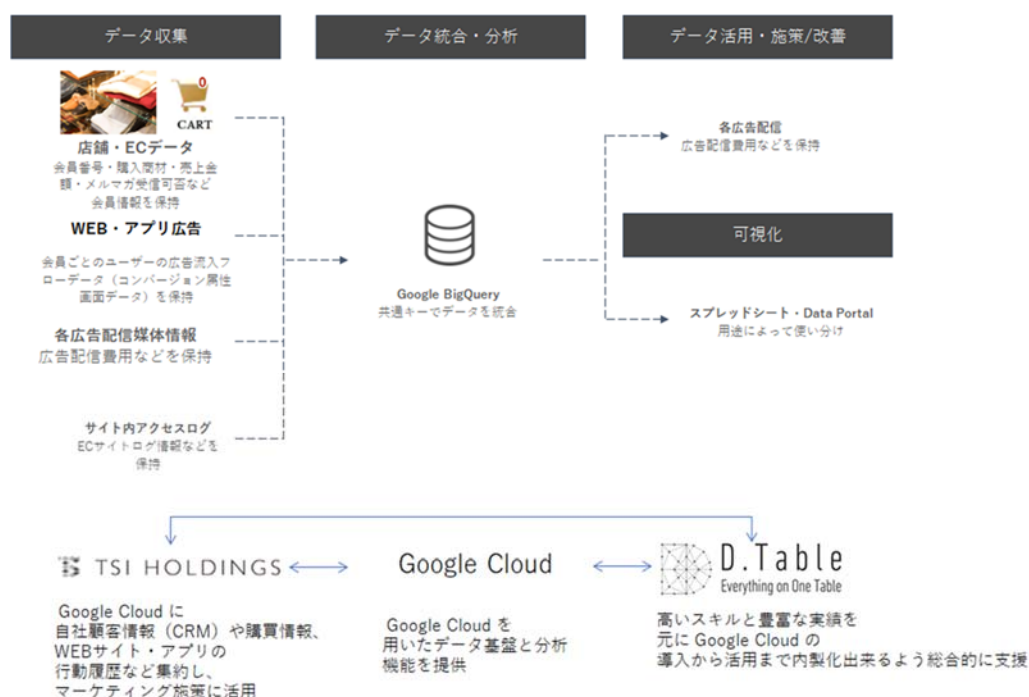 データ収集
データ統合・分析
データ活用・施策/改善
0
CART
店舗・ECデータ
会員番号・購入商材・売上金
額・メルマガ受信可否など
会員情報を保持
WEB・アプリ広告
会員ごとのユーザーの広告流入フ
ローデータ（コンバージョン属性
画面データ）を保持
各広告配信媒体情報
広告配信費用などを保持
サイト内アクセスログ
ECサイトログ情報などを
保持
Google BigQuery
共通キーでデータを統合
各広告配信
広告配信費用などを保持
可視化
スプレッドシート・Data Portal
用途によって使い分け
TSI HOLDINGS
Google Cloud に
自社顧客情報（CRM）や購買情報、
WEBサイト・アプリの
行動履歴など集約し、
マーケティング施策に活用
Google Cloud
Google Cloud を
用いたデータ基盤と分析
機能を提供
D.Table
Everything on One Table
高いスキルと豊富な実績を
元に Google Cloud の
導入から活用まで内製化出来るよう総合的に支援